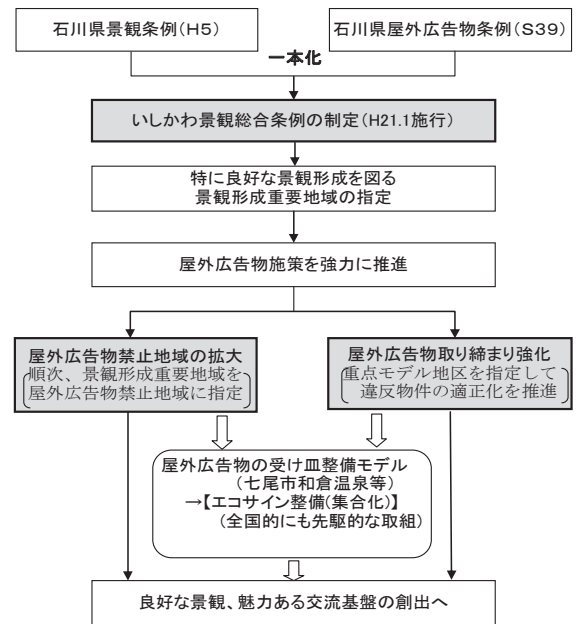 石川県景観条例(H5)
石川県屋外広告物条例(S39)
一本化
いしかわ景観総合条例の制定(H21.1施行)
特に良好な景観形成を図る
景観形成重要地域の指定
屋外広告物施策を強力に推進
屋外広告物禁止地域の拡大
順次、景観形成重要地域を
屋外広告物禁止地域に指定
屋外広告物取り締まり強化
重点モデル地区を指定して
違反物件の適正化を推進
屋外広告物の受け皿整備モデル
(七尾市和倉温泉等)
→【エコサイン整備(集合化)】
(全国的にも先駆的な取組)
良好な景観、魅力ある交流基盤の創出へ